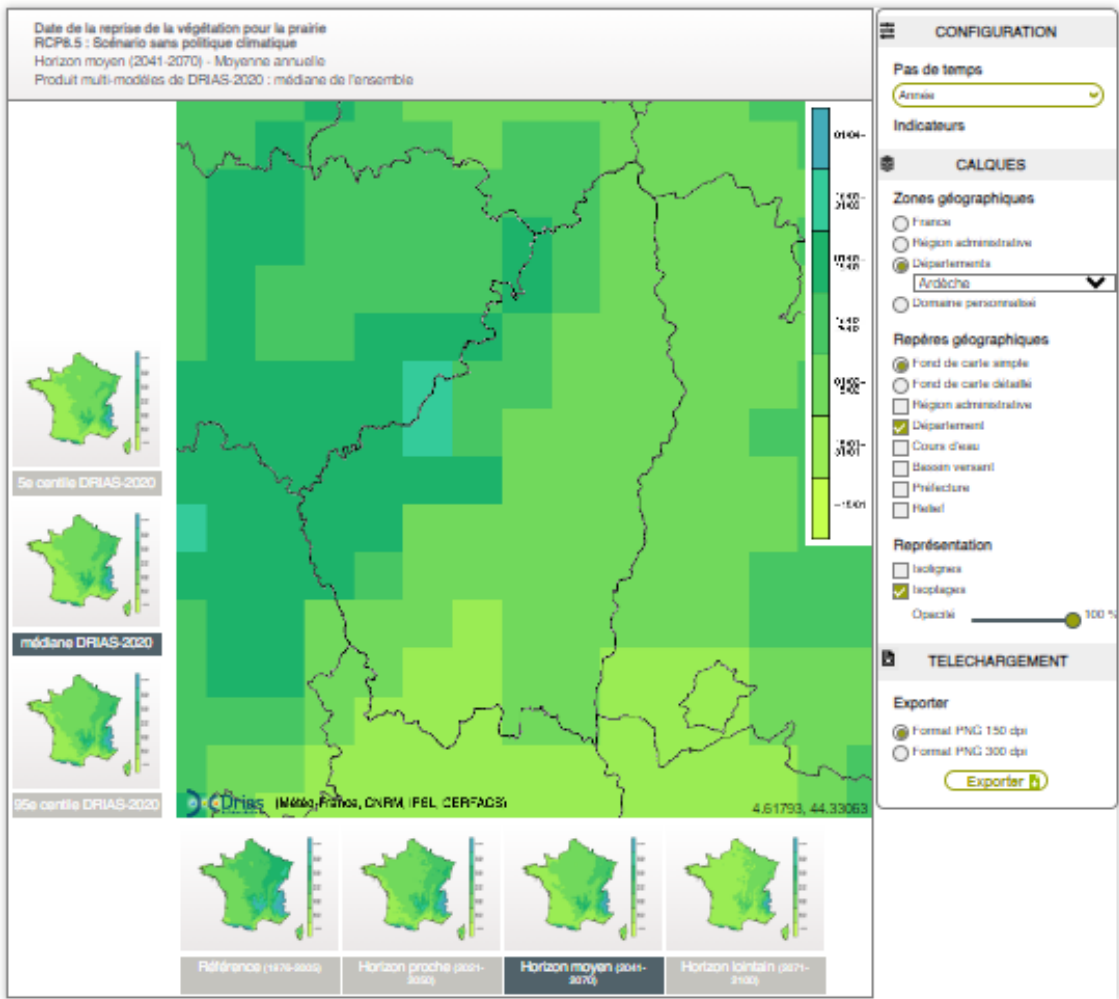 Date de la reprise de la végétation pour la prairie
RCP8.5 : Scénario sans politique climatique
Horizon moyen (2041-2070) - Moyenne annuelle
Produit multi-modèles de DRIAS-2020 : médiane de l'ensemble
01/04-
-15/01
5e centile DRIAS-2020
médiane DRIAS-2020
95e centile DRIAS-2020
Drias (Météo-France, CNRM, IPSL, CERFACS)
4.61793, 44.33063
Référence (1976-2005)
Horizon proche (2021-
2050)
Horizon moyen (2041-
2070)
Horizon lointain (2071-
2100)
CONFIGURATION
Pas de temps
Année
Indicateurs
CALQUES
Zones géographiques
France
Région administrative
Départements
Ardèche
Domaine personnalisé
Repères géographiques
Fond de carte simple
Fond de carte détaillé
Région administrative
Département
Cours d'eau
Bassin versant
Préfecture
Relief
Représentation
Isolignes
Isoplages
Opacité 100 %
TELECHARGEMENT
Exporter
Format PNG 150 dpi
Format PNG 300 dpi
Exporter